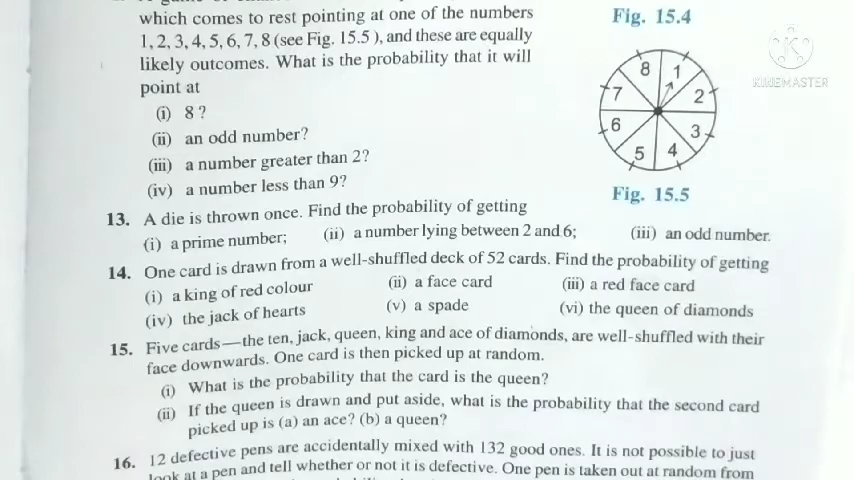 which comes to rest pointing at one of the numbers
1, 2, 3, 4, 5, 6, 7, 8 (see Fig. 15.5 ), and these are equally
likely outcomes. What is the probability that it will
point at
(i) 8 ?
(ii) an odd number?
(iii) a number greater than 2?
(iv) a number less than 9?
Fig. 15.4
8 1
7 2
6 3
5 4
Fig. 15.5
KINEMASTER
13. A die is thrown once. Find the probability of getting
(i) a prime number; (ii) a number lying between 2 and 6; (iii) an odd number.
14. One card is drawn from a well-shuffled deck of 52 cards. Find the probability of getting
(i) a king of red colour (ii) a face card (iii) a red face card
(iv) the jack of hearts (v) a spade (vi) the queen of diamonds
15. Five cards—the ten, jack, queen, king and ace of diamonds, are well-shuffled with their
face downwards. One card is then picked up at random.
(i) What is the probability that the card is the queen?
(ii) If the queen is drawn and put aside, what is the probability that the second card
picked up is (a) an ace? (b) a queen?
16. 12 defective pens are accidentally mixed with 132 good ones. It is not possible to just
look at a pen and tell whether or not it is defective. One pen is taken out at random from